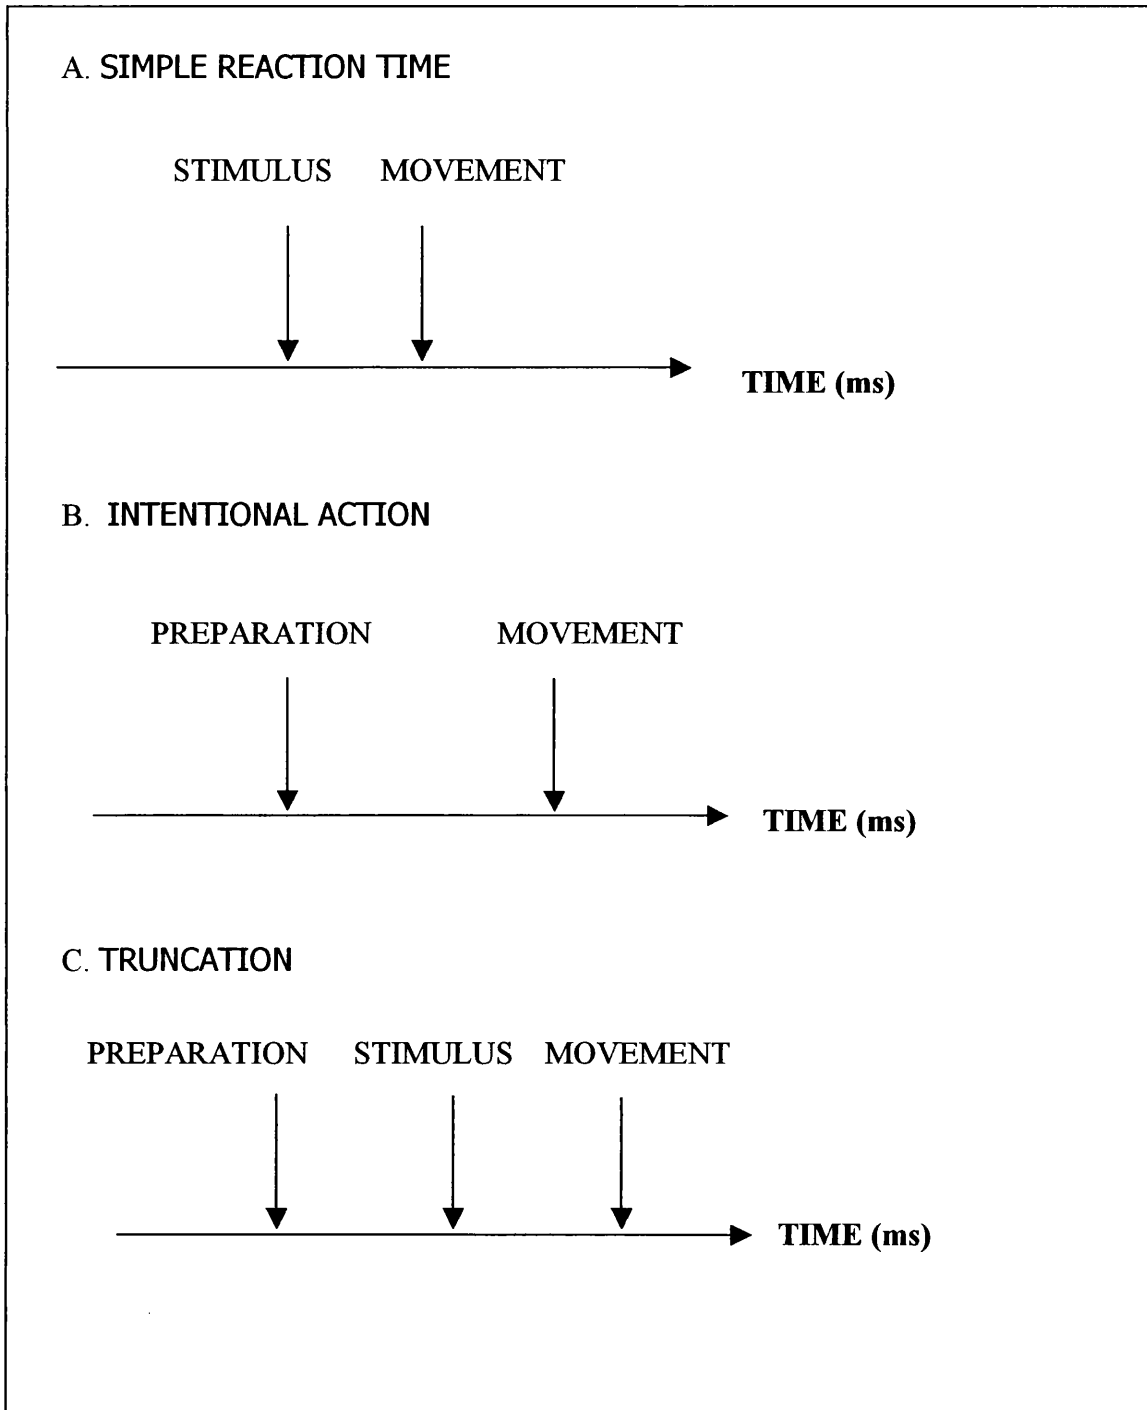 A. SIMPLE REACTION TIME
STIMULUS MOVEMENT
TIME (ms)
B. INTENTIONAL ACTION
PREPARATION MOVEMENT
TIME (ms)
C. TRUNCATION
PREPARATION STIMULUS MOVEMENT
TIME (ms)